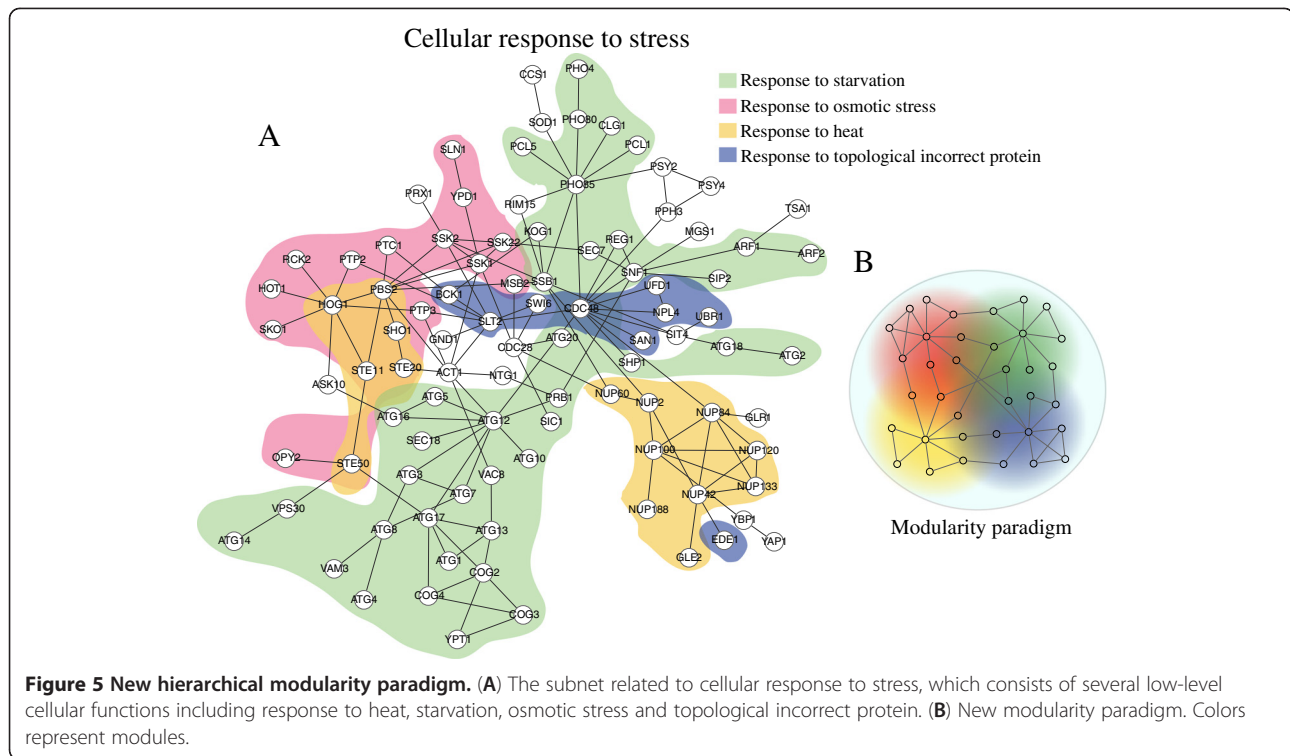 Cellular response to stress
A
Response to starvation
Response to osmotic stress
Response to heat
Response to topological incorrect protein
CCS1
PHO4
SOD1
PHO80
CLG1
PCL5
PCL1
SLN1
PSY2
PHO85
PSY4
PRX1
YPD1
RIM15
PPH3
TSA1
KOG1
MGS1
PTC1
SSK2
SSK22
SEC7
REG1
ARF1
ARF2
RCK2
PTP2
SSK1
SNF1
SIP2
HOT1
PBS2
BCK1
MSB2
SSB1
UFD1
HOG1
PTP3
SWI6
CDC48
NPL4
UBR1
SKO1
SHO1
SLT2
GND1
CDC28
ATG20
SAN1
SIT4
ATG18
ATG2
STE11
STE20
ACT1
SHP1
ASK10
NTG1
ATG5
PRB1
NUP60
NUP2
ATG16
ATG12
SIC1
NUP84
GLR1
SEC18
OPY2
STE50
ATG3
VAC8
ATG10
NUP100
NUP120
ATG7
NUP133
NUP42
VPS30
ATG17
ATG13
NUP188
YBP1
ATG14
ATG8
EDE1
YAP1
VAM3
ATG1
COG2
GLE2
ATG4
COG4
COG3
YPT1
B
Modularity paradigm
Figure 5 New hierarchical modularity paradigm. (A) The subnet related to cellular response to stress, which consists of several low-level
cellular functions including response to heat, starvation, osmotic stress and topological incorrect protein. (B) New modularity paradigm. Colors
represent modules.